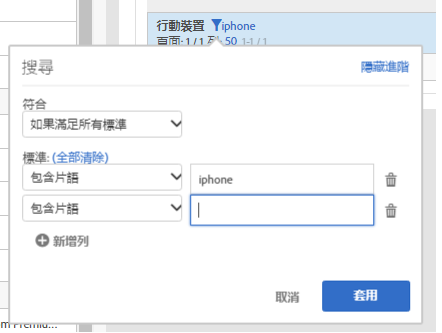 行動裝置 iphone
頁面: 1 / 1 列: 50 1-1 / 1
搜尋 隱藏進階
符合
如果滿足所有標準
標準: (全部清除)
包含片語 iphone
包含片語
新增列
取消 套用
m Premiu...